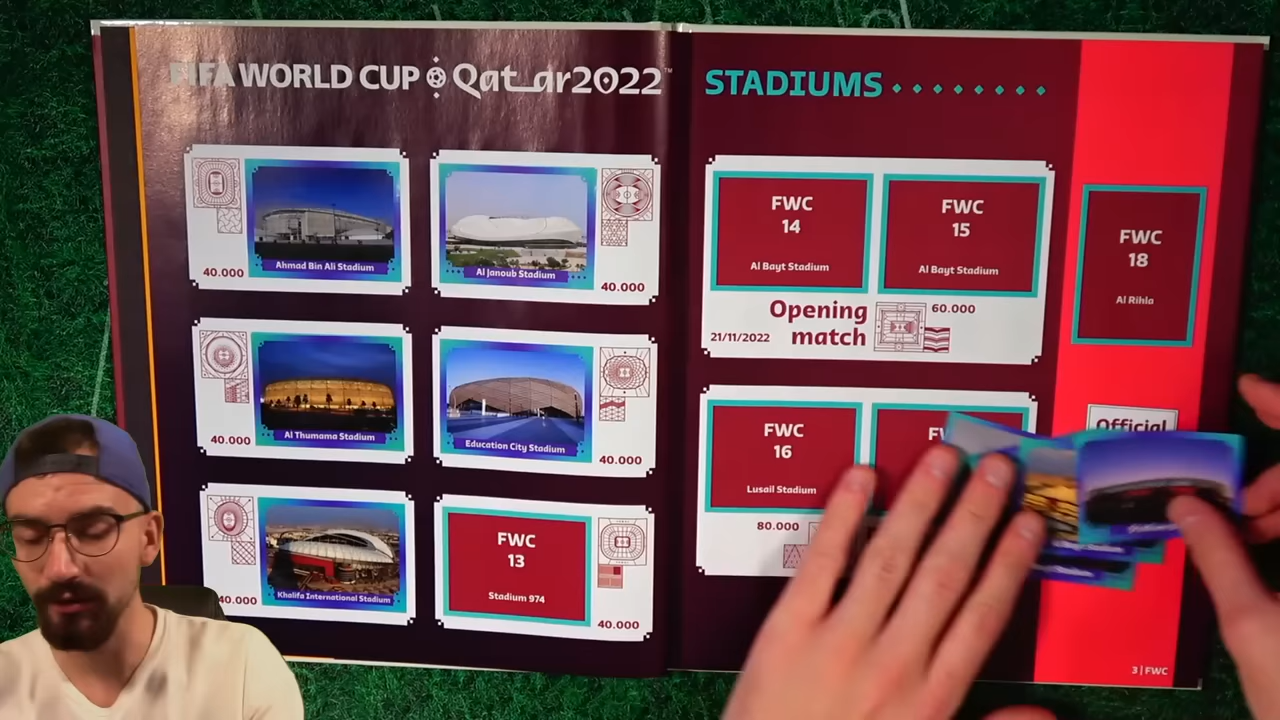 FIFA WORLD CUP Qatar2022™
STADIUMS
Ahmad Bin Ali Stadium
40.000
Al Janoub Stadium
40.000
Al Thumama Stadium
40.000
Education City Stadium
40.000
Khalifa International Stadium
40.000
FWC
13
Stadium 974
40.000
FWC
14
Al Bayt Stadium
FWC
15
Al Bayt Stadium
Opening
match
21/11/2022
60.000
FWC
16
Lusail Stadium
80.000
FWC
18
Al Rihla
Official
3 | FWC